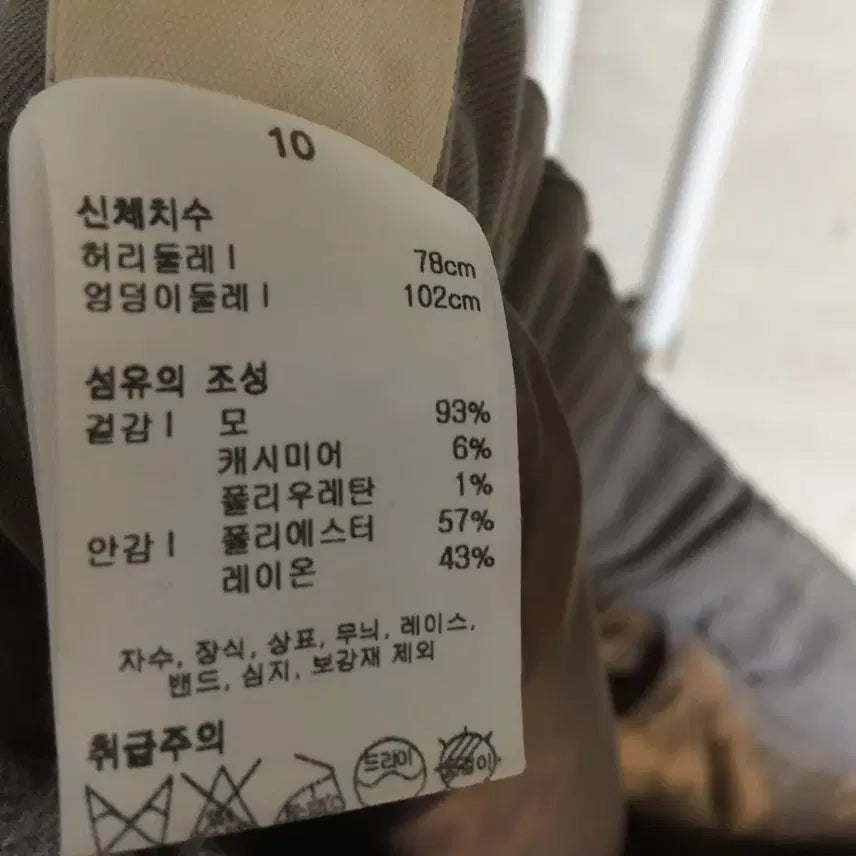 10
신체치수
허리둘레 l 78cm
엉덩이둘레 l 102cm
섬유의 조성
겉감 l 모 93%
캐시미어 6%
폴리우레탄 1%
안감 l 폴리에스터 57%
레이온 43%
자수, 장식, 상표, 무늬, 레이스,
밴드, 심지, 보강재 제외
취급주의
드라이